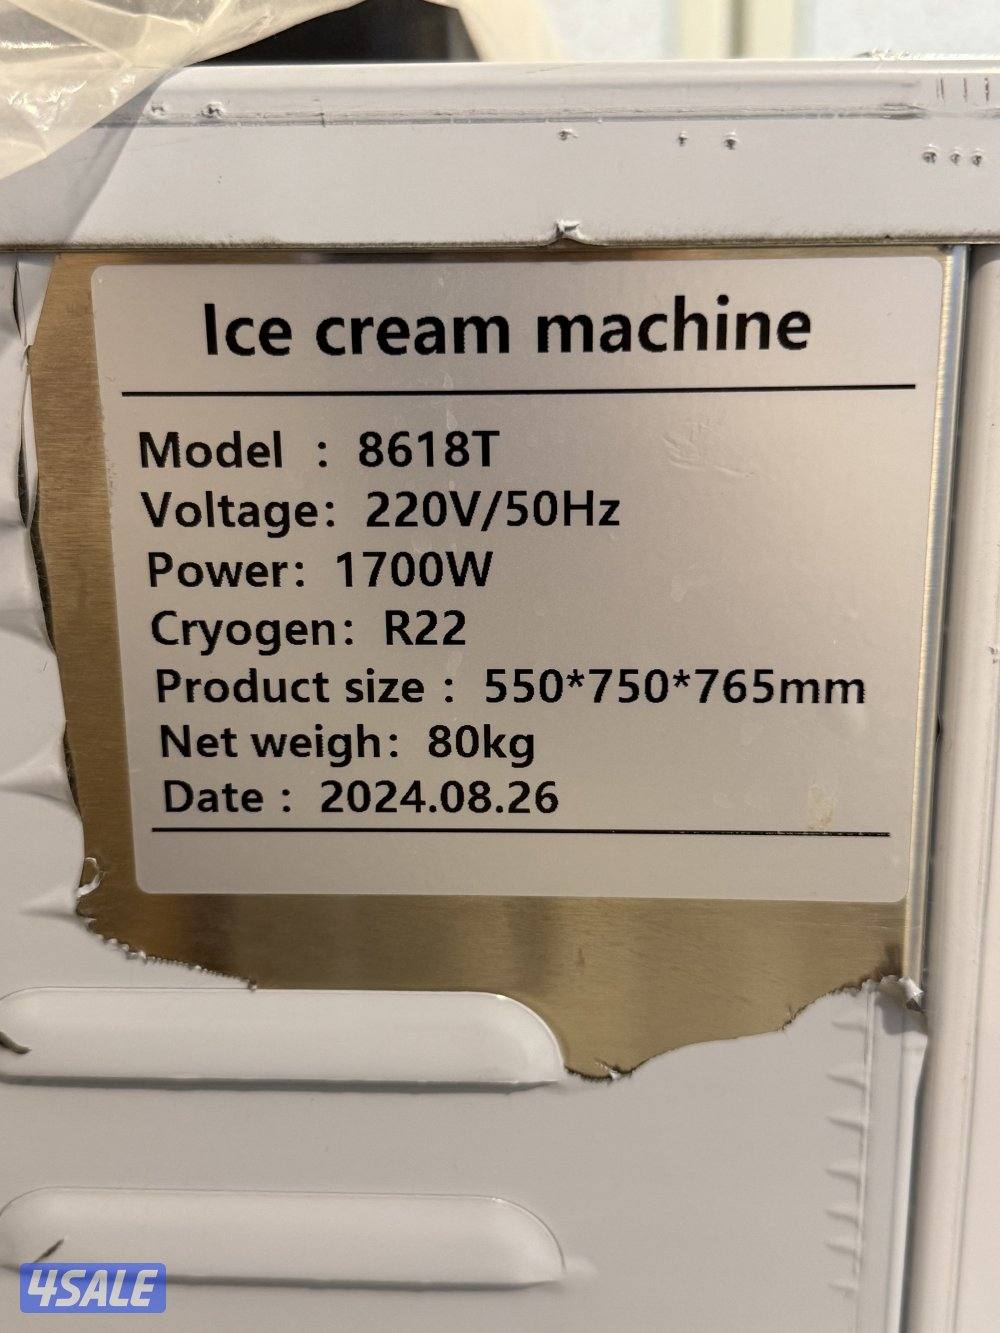 Ice cream machine
Model : 8618T
Voltage: 220V/50Hz
Power: 1700W
Cryogen: R22
Product size : 550*750*765mm
Net weigh: 80kg
Date : 2024.08.26
4SALE